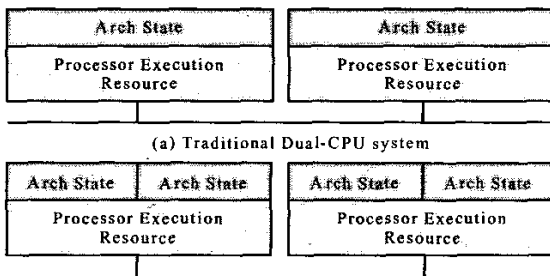 Arch State
Arch State
Processor Execution
Resource
Processor Execution
Resource
(a) Traditional Dual-CPU system
Arch State
Arch State
Arch State
Arch State
Processor Execution
Resource
Processor Execution
Resource